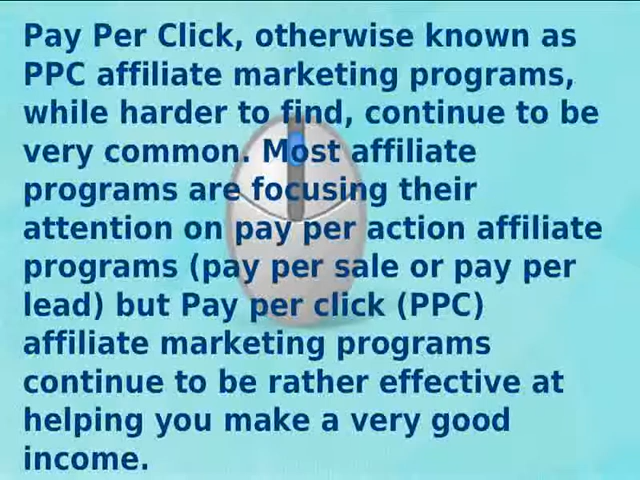 Pay Per Click, otherwise known as
PPC affiliate marketing programs,
while harder to find, continue to be
very common. Most affiliate
programs are focusing their
attention on pay per action affiliate
programs (pay per sale or pay per
lead) but Pay per click (PPC)
affiliate marketing programs
continue to be rather effective at
helping you make a very good
income.